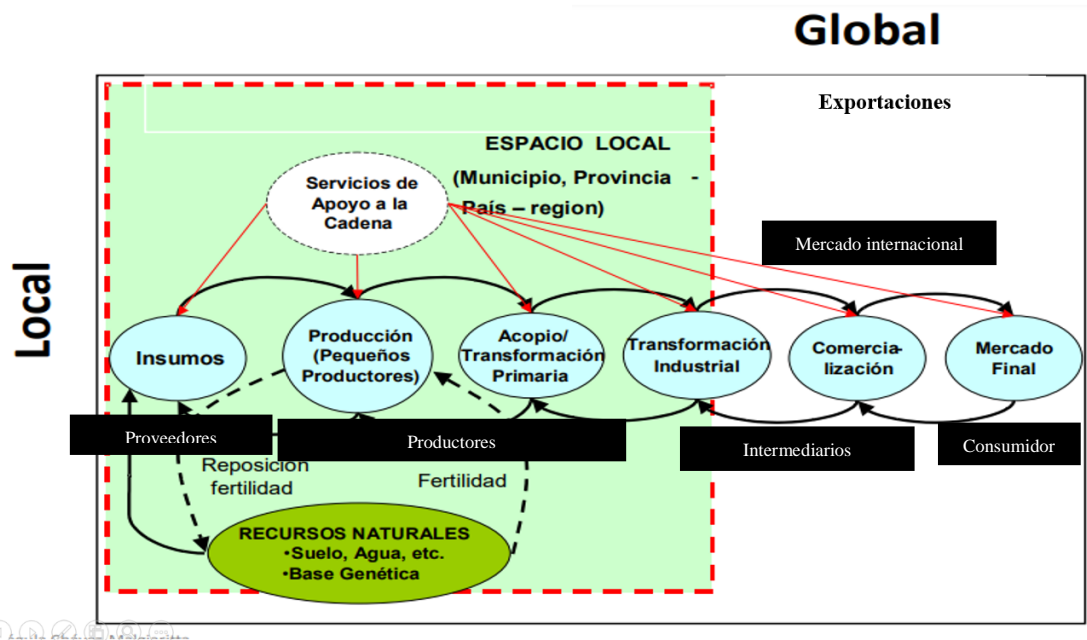 Global
Exportaciones
ESPACIO LOCAL
(Municipio, Provincia -
País – region)
Servicios de
Apoyo a la
Cadena
Mercado internacional
Local
Insumos
Producción
(Pequeños
Productores)
Acopio/
Transformación
Primaria
Transformación
Industrial
Comercia-
lización
Mercado
Final
Proveedores
Productores
Intermediarios
Consumidor
Reposición
fertilidad
Fertilidad
RECURSOS NATURALES
•Suelo, Agua, etc.
•Base Genética